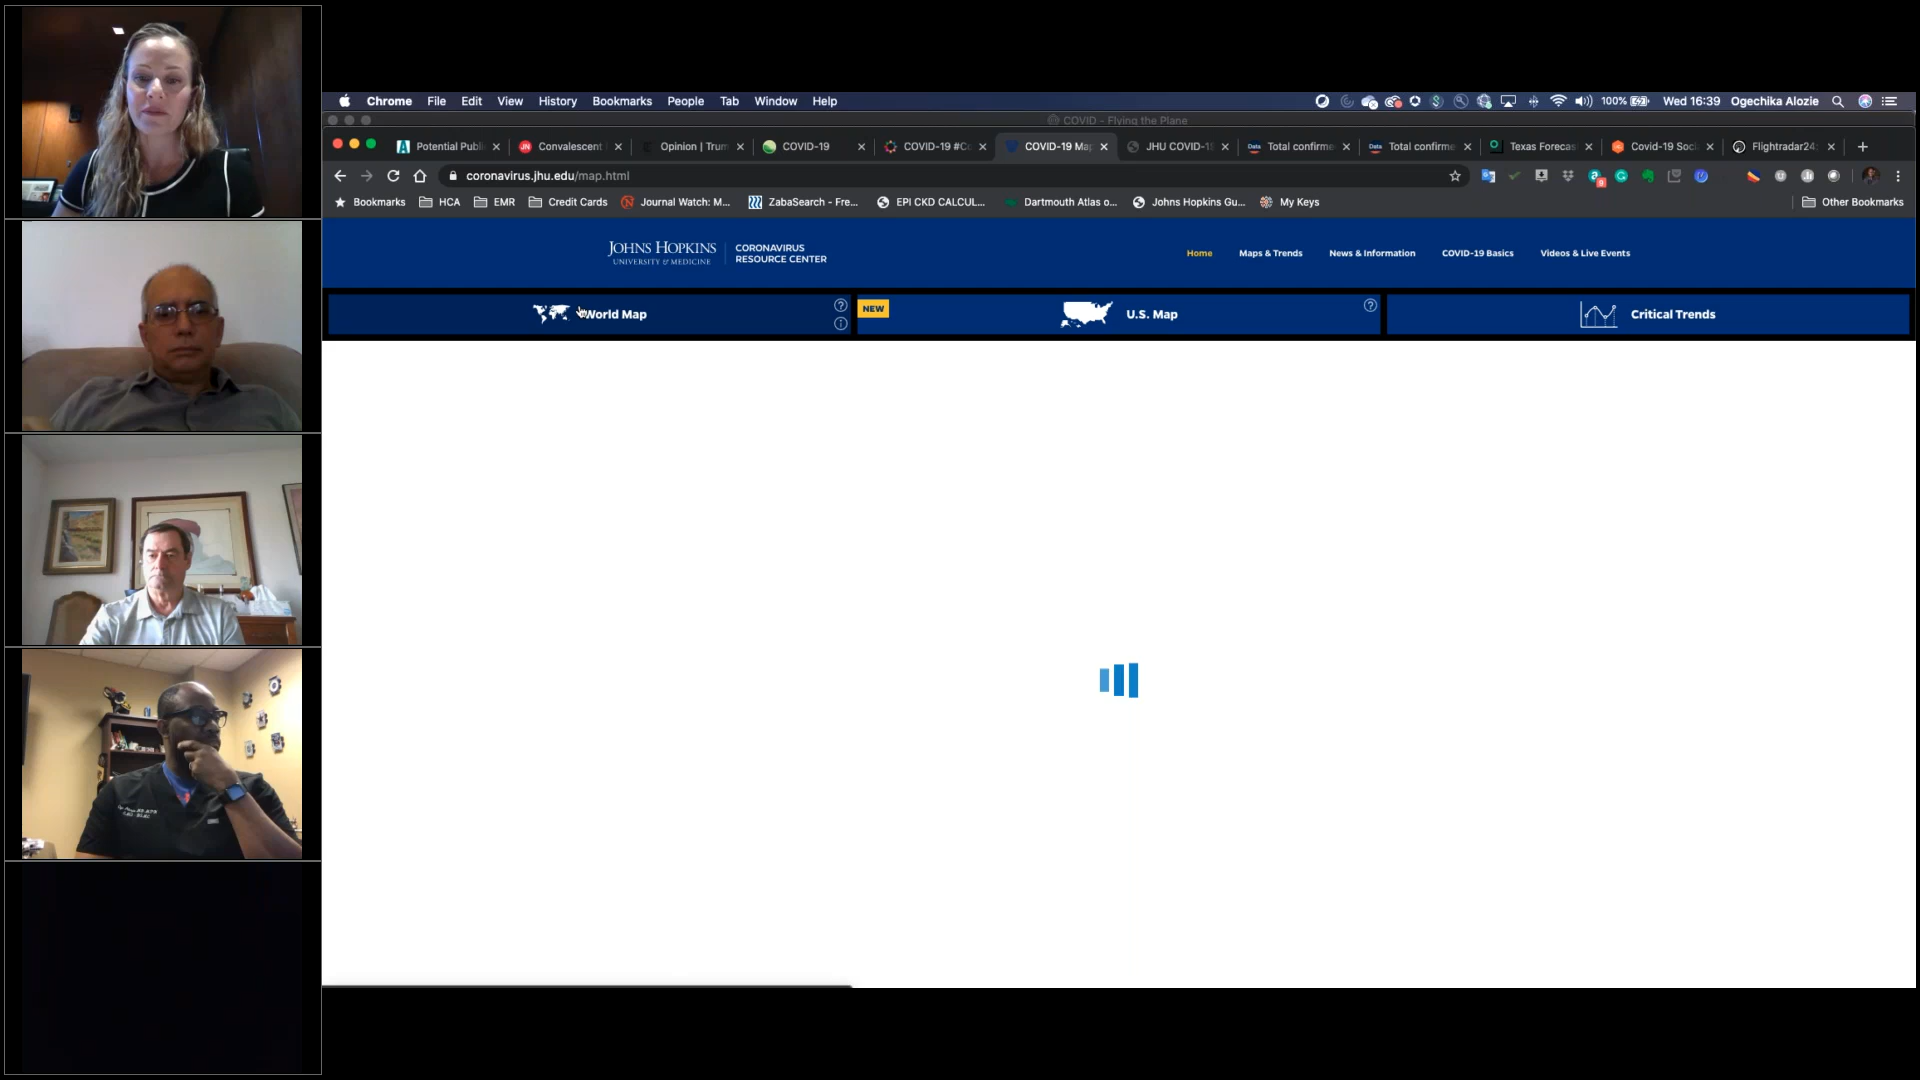 Chrome File Edit View History Bookmarks People Tab Window Help 100% Wed 16:39 Ogechika Alozie
COVID - Flying the Plane
Potential Publi Convalescent Opinion | Trum COVID-19 COVID-19 #Co COVID-19 Ma JHU COVID-1 Total confirme Total confirme Texas Forecas Covid-19 Soci Flightradar24:
coronavirus.jhu.edu/map.html
Bookmarks HCA EMR Credit Cards Journal Watch: M... ZabaSearch - Fre... EPI CKD CALCUL... Dartmouth Atlas o... Johns Hopkins Gu... My Keys Other Bookmarks
JOHNS HOPKINS
UNIVERSITY & MEDICINE
CORONAVIRUS
RESOURCE CENTER
Home Maps & Trends News & Information COVID-19 Basics Videos & Live Events
World Map
NEW
U.S. Map
Critical Trends